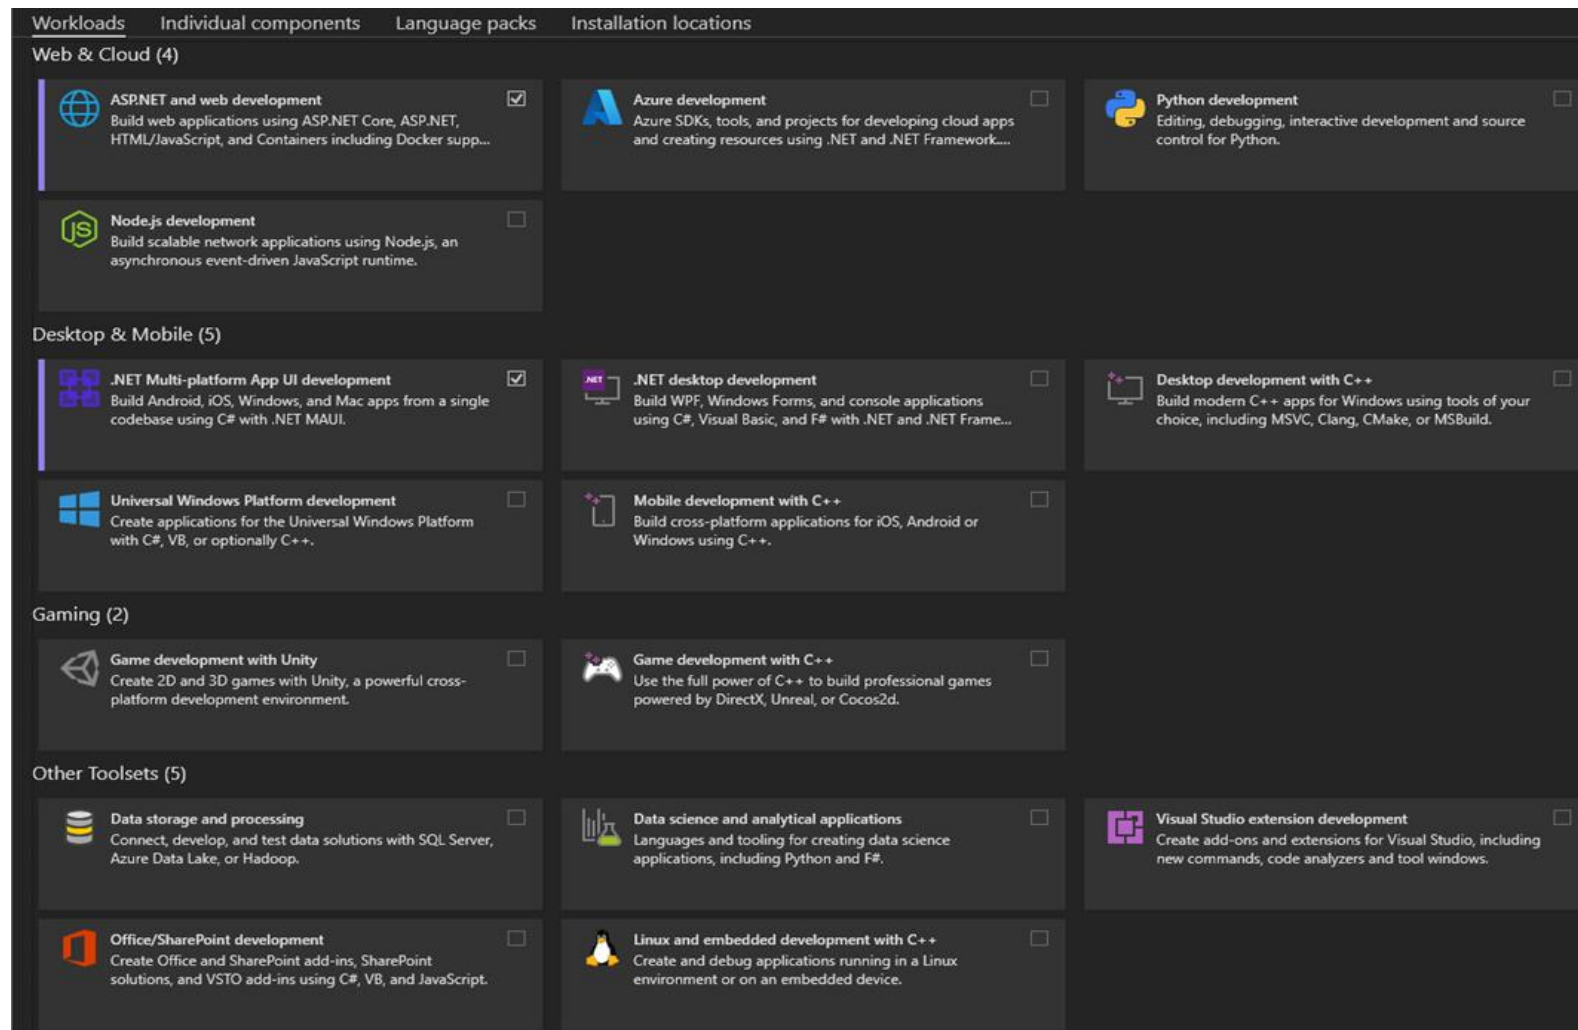 Workloads Individual components Language packs Installation locations
Web & Cloud (4)
ASP.NET and web development
Build web applications using ASP.NET Core, ASP.NET,
HTML/JavaScript, and Containers including Docker supp...
Azure development
Azure SDKs, tools, and projects for developing cloud apps
and creating resources using .NET and .NET Framework....
Python development
Editing, debugging, interactive development and source
control for Python.
JS
Node.js development
Build scalable network applications using Node.js, an
asynchronous event-driven JavaScript runtime.
Desktop & Mobile (5)
.NET Multi-platform App UI development
Build Android, iOS, Windows, and Mac apps from a single
codebase using C# with .NET MAUI.
.NET
.NET desktop development
Build WPF, Windows Forms, and console applications
using C#, Visual Basic, and F# with .NET and .NET Frame...
Desktop development with C++
Build modern C++ apps for Windows using tools of your
choice, including MSVC, Clang, CMake, or MSBuild.
Universal Windows Platform development
Create applications for the Universal Windows Platform
with C#, VB, or optionally C++.
Mobile development with C++
Build cross-platform applications for iOS, Android or
Windows using C++.
Gaming (2)
Game development with Unity
Create 2D and 3D games with Unity, a powerful cross-
platform development environment.
Game development with C++
Use the full power of C++ to build professional games
powered by DirectX, Unreal, or Cocos2d.
Other Toolsets (5)
Data storage and processing
Connect, develop, and test data solutions with SQL Server,
Azure Data Lake, or Hadoop.
Data science and analytical applications
Languages and tooling for creating data science
applications, including Python and F#.
Visual Studio extension development
Create add-ons and extensions for Visual Studio, including
new commands, code analyzers and tool windows.
Office/SharePoint development
Create Office and SharePoint add-ins, SharePoint
solutions, and VSTO add-ins using C#, VB, and JavaScript.
Linux and embedded development with C++
Create and debug applications running in a Linux
environment or on an embedded device.